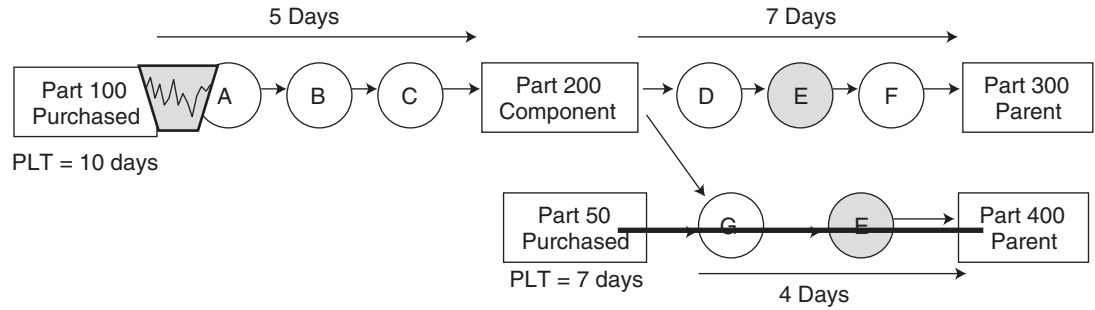 5 Days
7 Days
Part 100
Purchased
A
B
C
Part 200
Component
D
E
F
Part 300
Parent
PLT = 10 days
Part 50
Purchased
G
E
Part 400
Parent
PLT = 7 days
4 Days